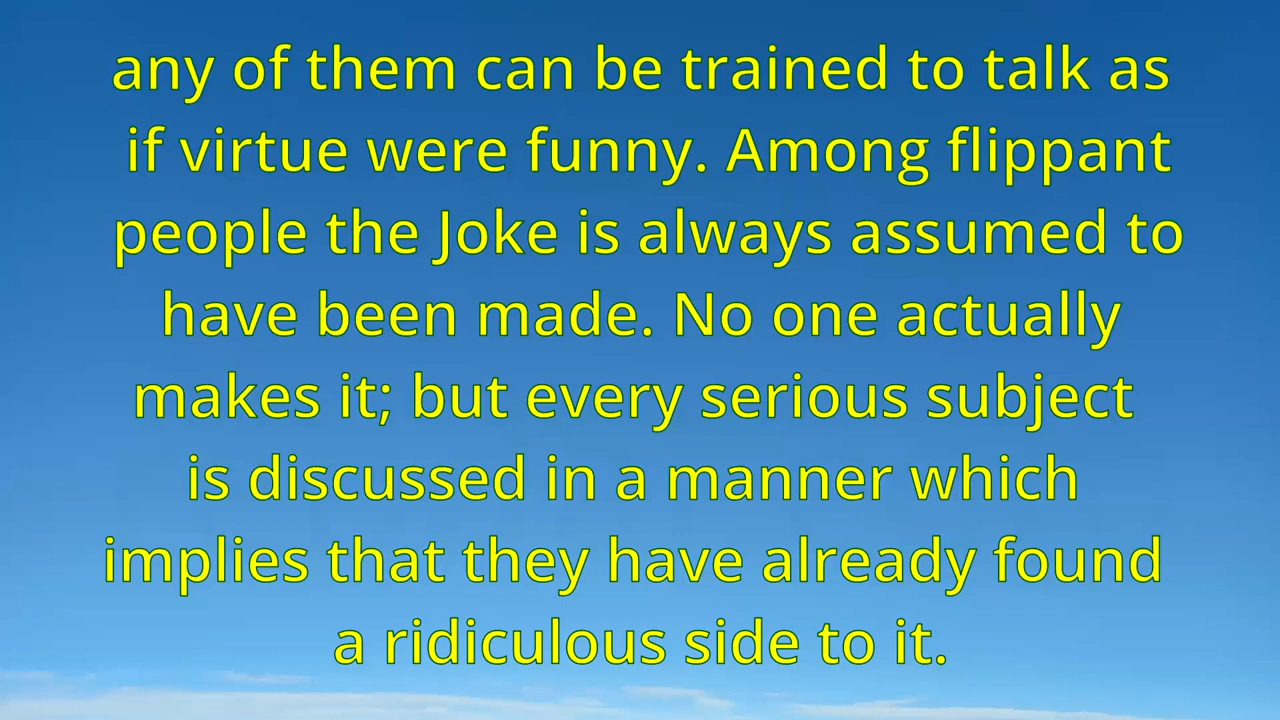 any of them can be trained to talk as
if virtue were funny. Among flippant
people the Joke is always assumed to
have been made. No one actually
makes it; but every serious subject
is discussed in a manner which
implies that they have already found
a ridiculous side to it.